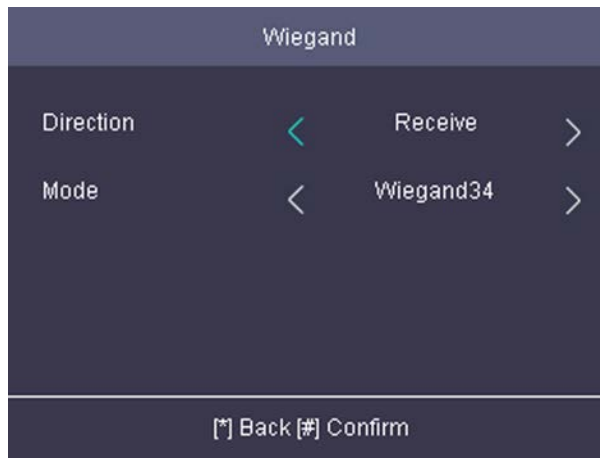 Wiegand
Direction < Receive >
Mode < Wiegand34 >
[*] Back [#] Confirm